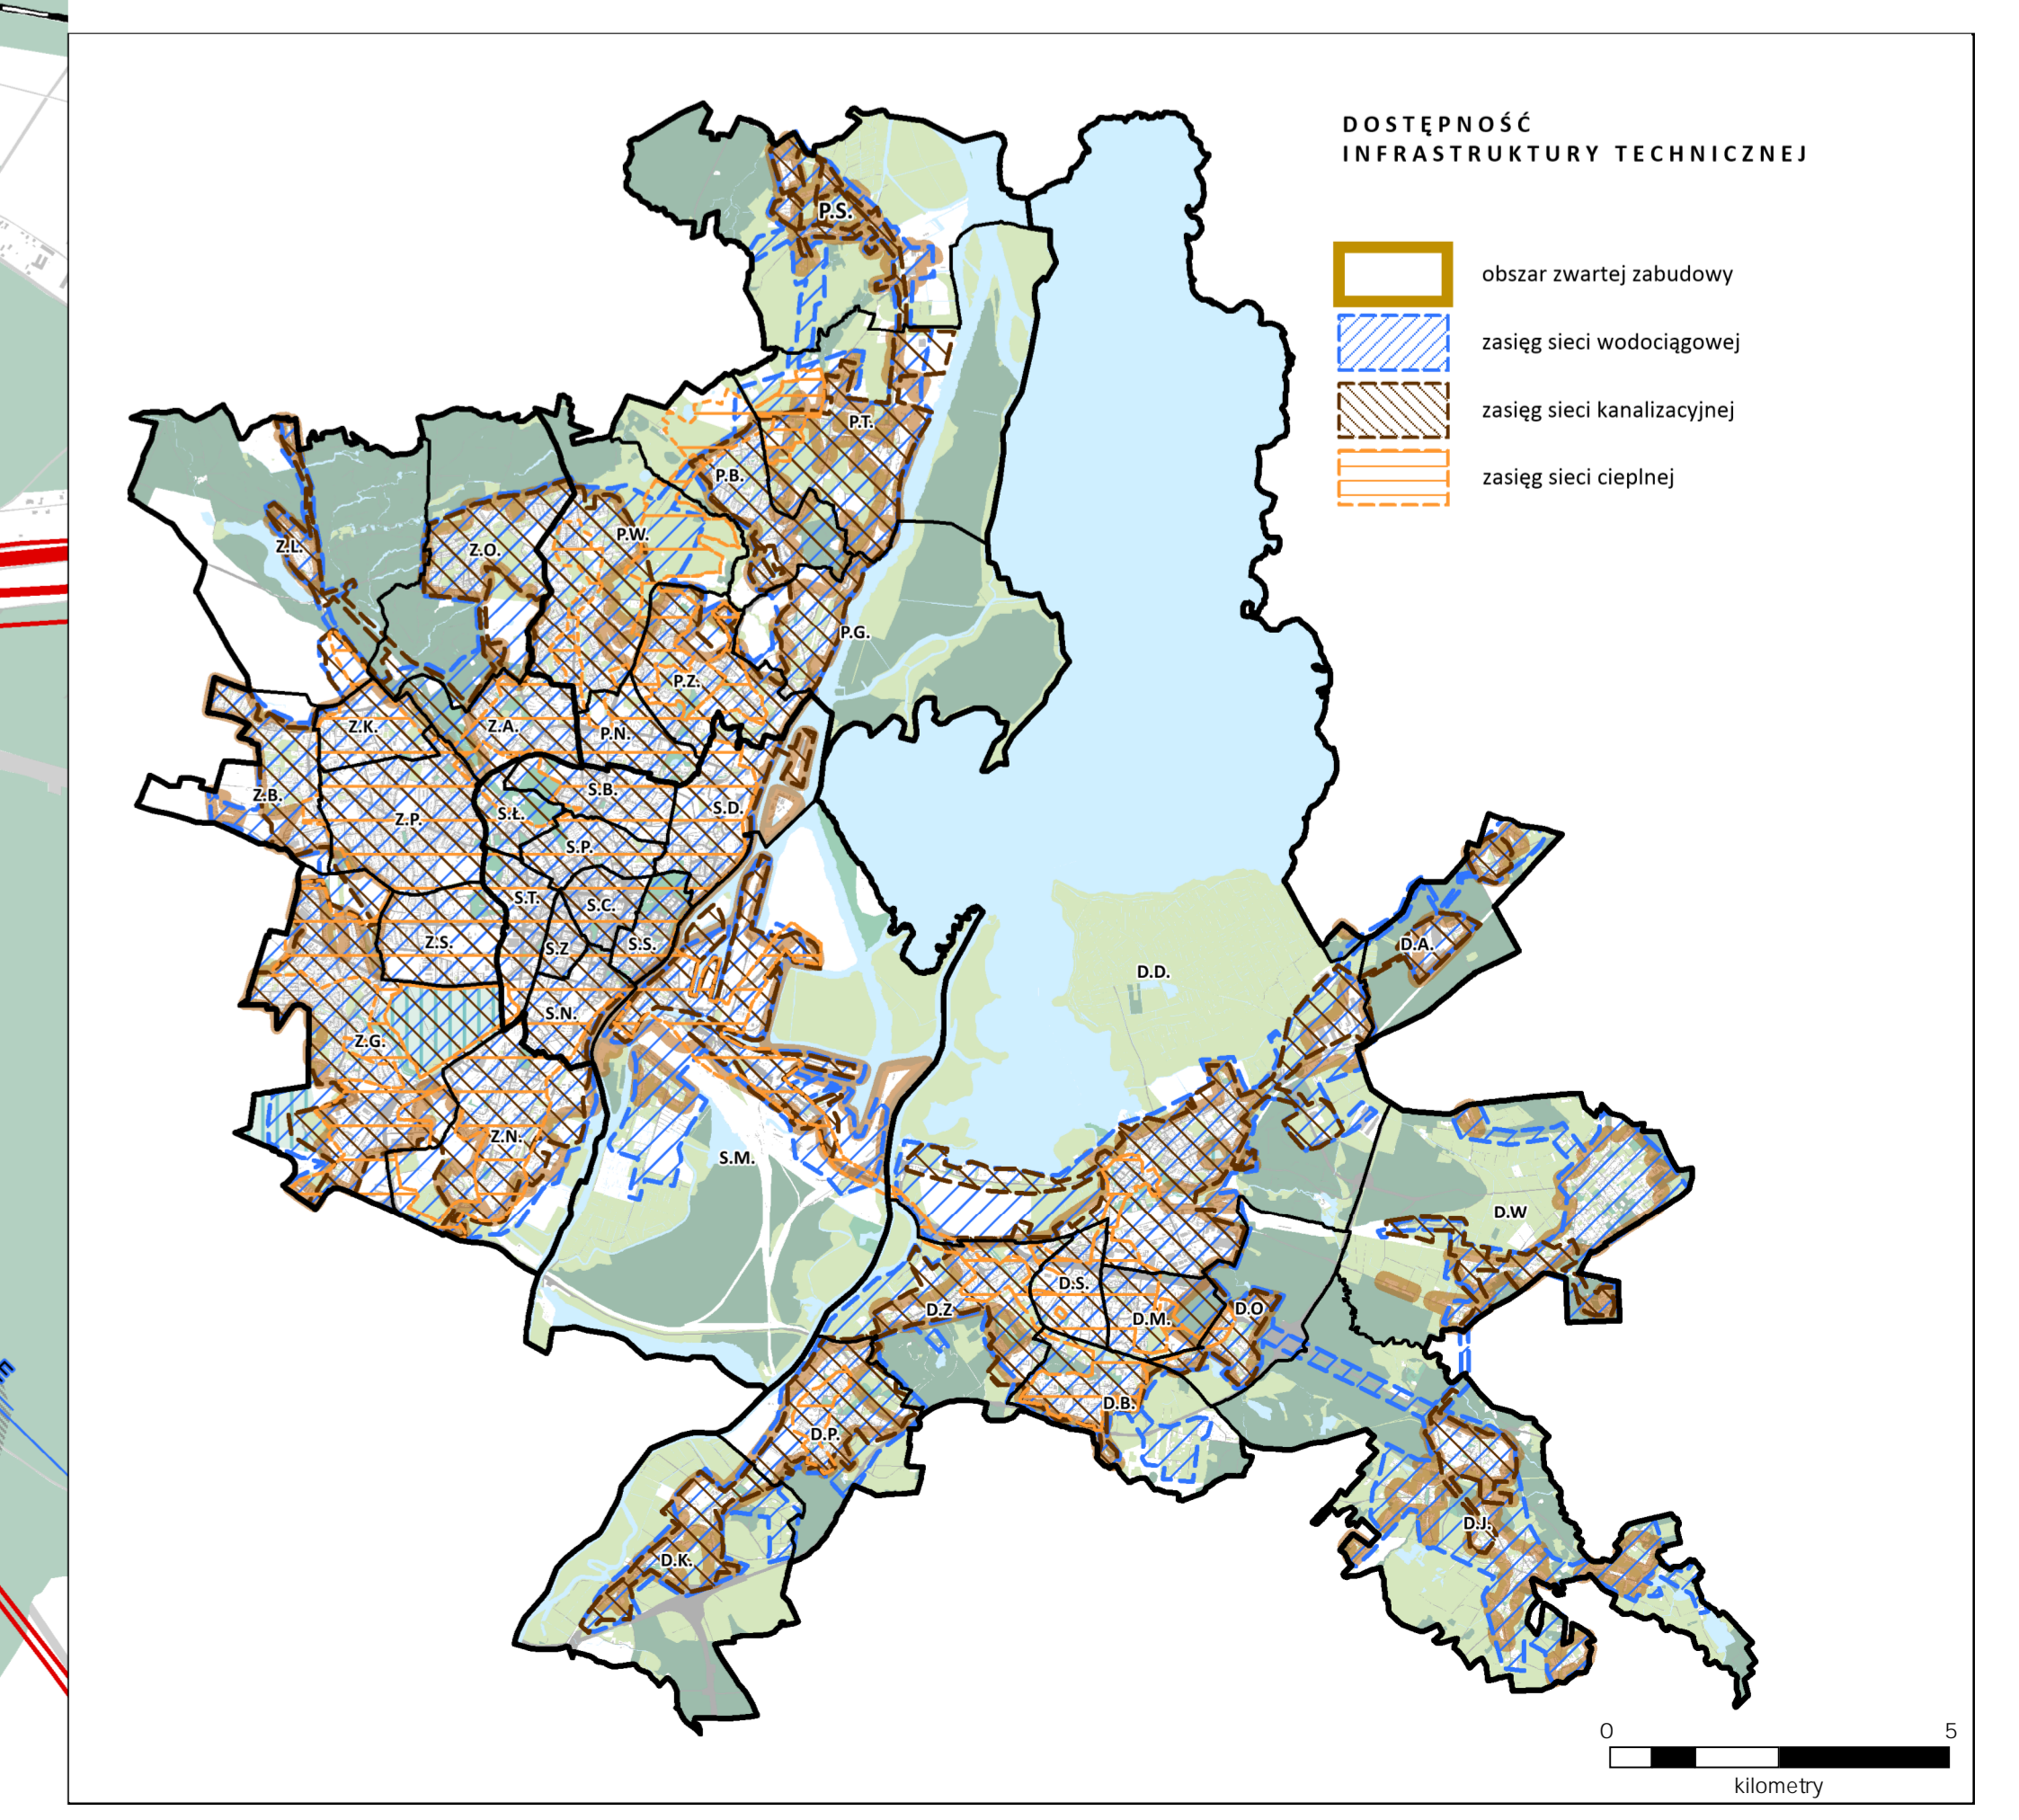 DOSTĘPNOŚĆ
INFRASTRUKTURY TECHNICZNEJ
obszar zwartej zabudowy
zasięg sieci wodociągowej
zasięg sieci kanalizacyjnej
zasięg sieci cieplnej
P.S.
P.T.
P.B.
P.W.
Z.O.
Z.L.
P.G.
P.Z.
Z.K.
Z.A.
P.N.
Z.B.
S.B.
S.D.
Z.P.
S.Ł.
S.P.
S.T.
S.C.
Z.S.
S.Z
S.S.
D.A.
D.D.
S.N.
Z.G.
Z.N.
S.M.
D.W
D.S.
D.Z
D.M.
D.O
D.B.
D.P.
D.J.
D.K.
0 5
kilometry